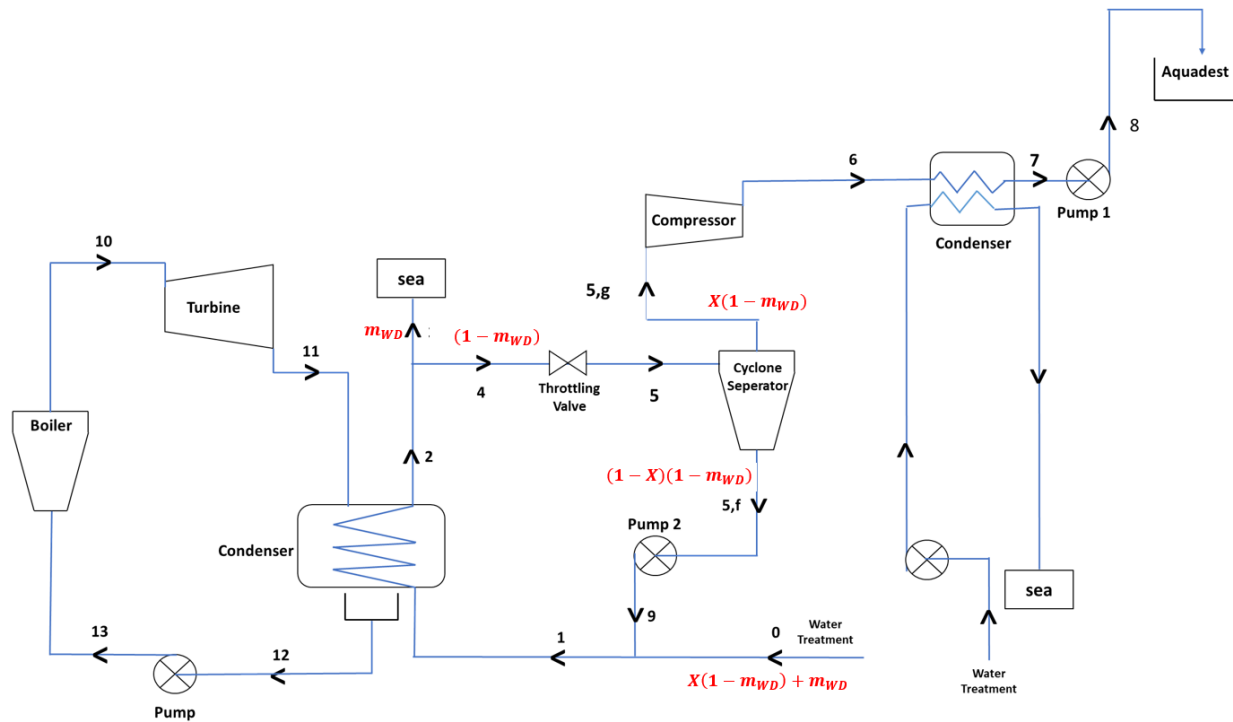 Aquadest
8
6
7
Pump 1
Compressor
Condenser
10
sea
5,g
X(1 − m_WD)
Turbine
m_WD
(1 − m_WD)
11
4
Throttling
Valve
5
Cyclone
Seperator
Boiler
2
(1 − X)(1 − m_WD)
5,f
Pump 2
Condenser
sea
13
12
1
9
0
Water
Treatment
X(1 − m_WD) + m_WD
Water
Treatment
Pump